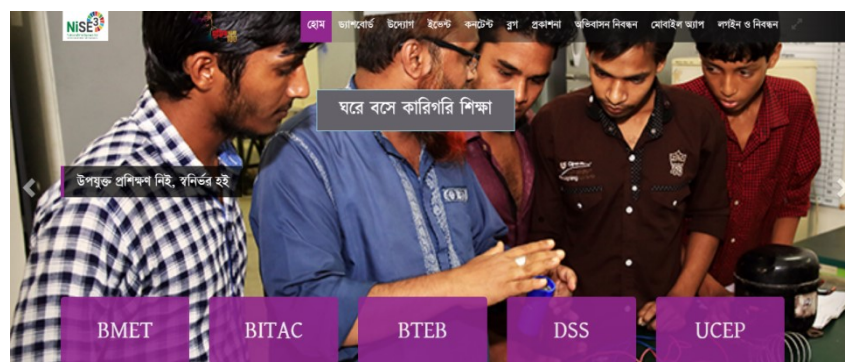 NiSE3
হোম ড্যাশবোর্ড উদ্যোগ ইভেন্ট কনটেন্ট ব্লগ প্রকাশনা অভিবাসন নিবন্ধন মোবাইল অ্যাপ লগইন ও নিবন্ধন
ঘরে বসে কারিগরি শিক্ষা
উপযুক্ত প্রশিক্ষণ নিই, স্বনির্ভর হই
BMET BITAC BTEB DSS UCEP